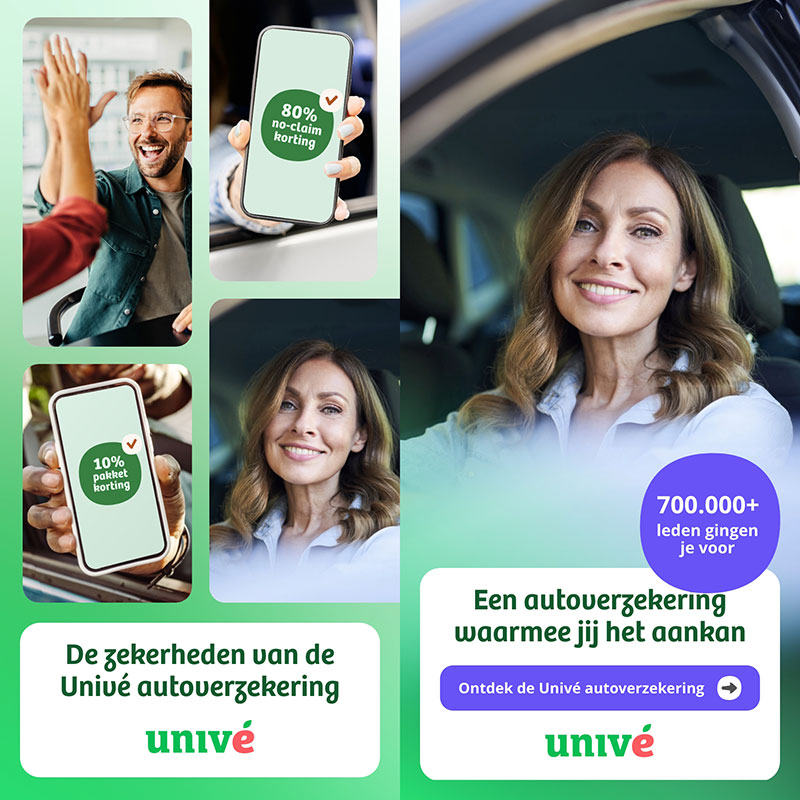 80%
no-claim
korting
10%
pakket
korting
De zekerheden van de
Univé autoverzekering
univé
700.000+
leden gingen
je voor
Een autoverzekering
waarmee jij het aankan
Ontdek de Univé autoverzekering
univé